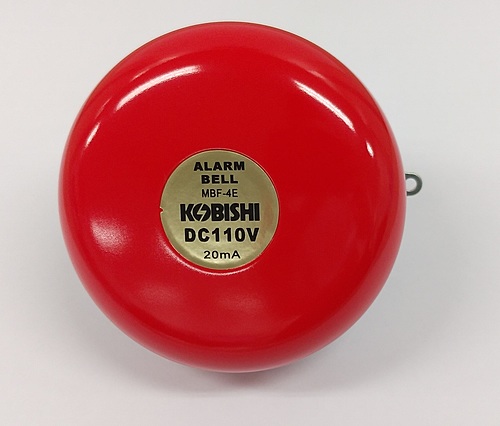 ALARM
BELL
MBF-4E
KOBISHI
DC110V
20mA